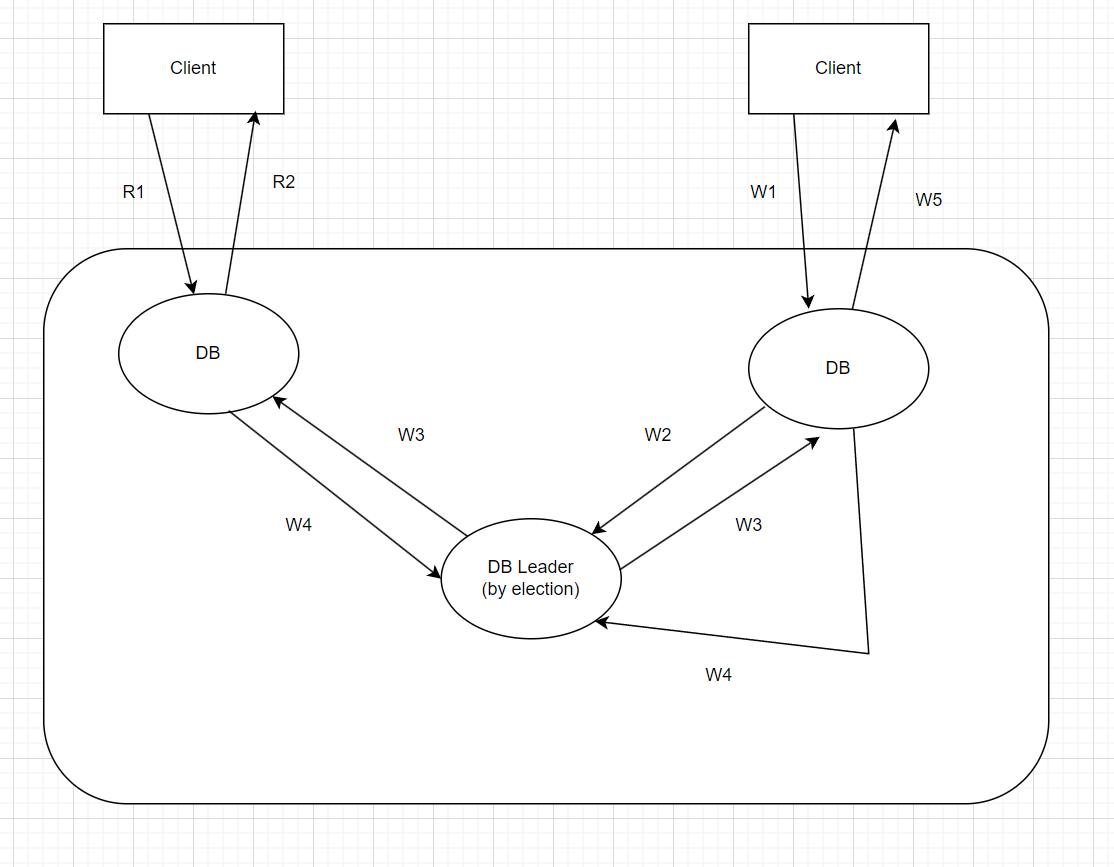 Client
Client
R1
R2
W1
W5
DB
DB
W3
W2
W4
W3
DB Leader
(by election)
W4